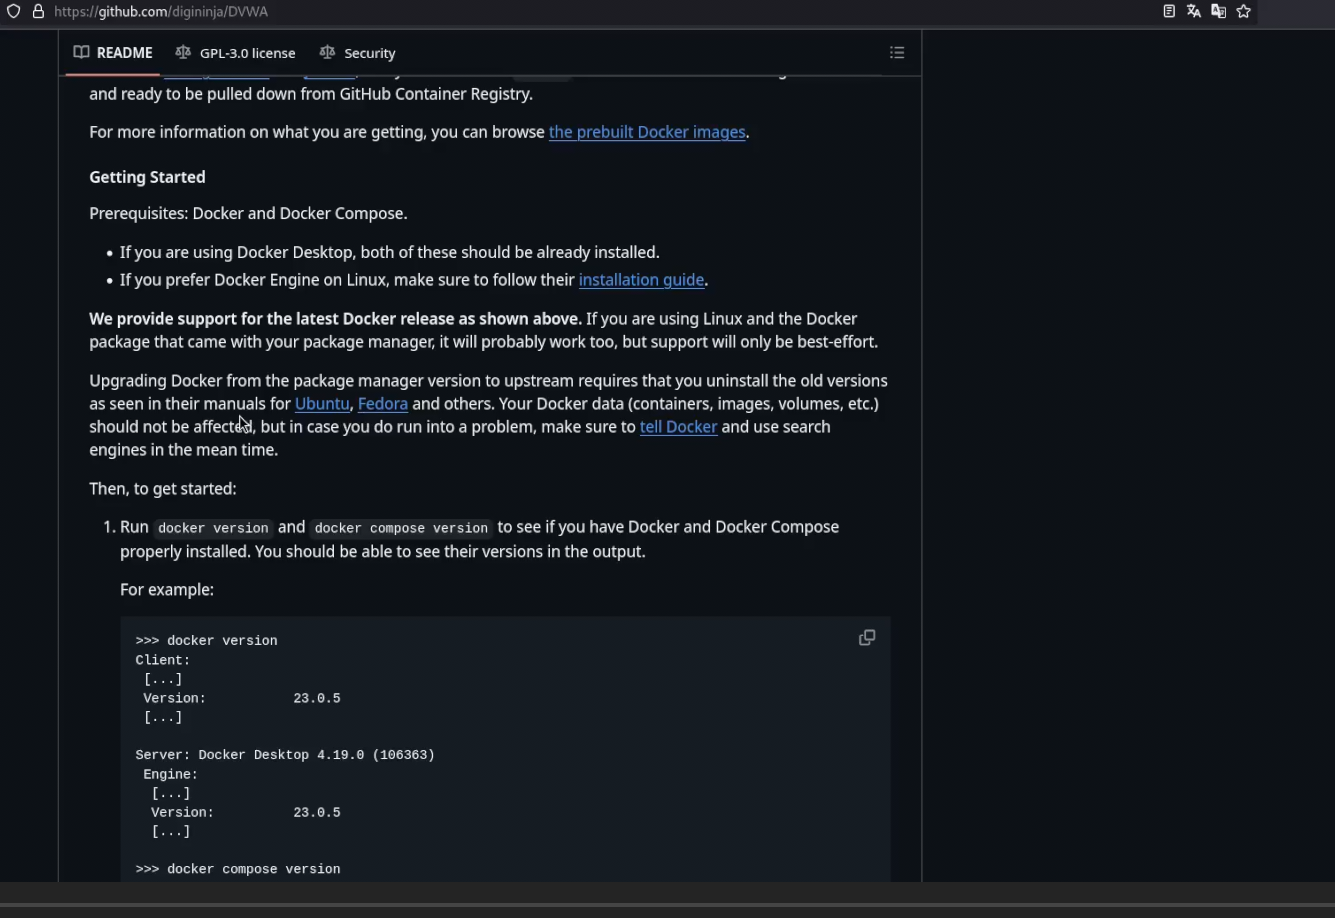 https://github.com/digininja/DVWA
README GPL-3.0 license Security
and ready to be pulled down from GitHub Container Registry.
For more information on what you are getting, you can browse the prebuilt Docker images.
Getting Started
Prerequisites: Docker and Docker Compose.
• If you are using Docker Desktop, both of these should be already installed.
• If you prefer Docker Engine on Linux, make sure to follow their installation guide.
We provide support for the latest Docker release as shown above. If you are using Linux and the Docker
package that came with your package manager, it will probably work too, but support will only be best-effort.
Upgrading Docker from the package manager version to upstream requires that you uninstall the old versions
as seen in their manuals for Ubuntu, Fedora and others. Your Docker data (containers, images, volumes, etc.)
should not be affected, but in case you do run into a problem, make sure to tell Docker and use search
engines in the mean time.
Then, to get started:
1. Run docker version and docker compose version to see if you have Docker and Docker Compose
properly installed. You should be able to see their versions in the output.
For example:
>>> docker version
Client:
[...]
Version: 23.0.5
[...]
Server: Docker Desktop 4.19.0 (106363)
Engine:
[...]
Version: 23.0.5
[...]
>>> docker compose version